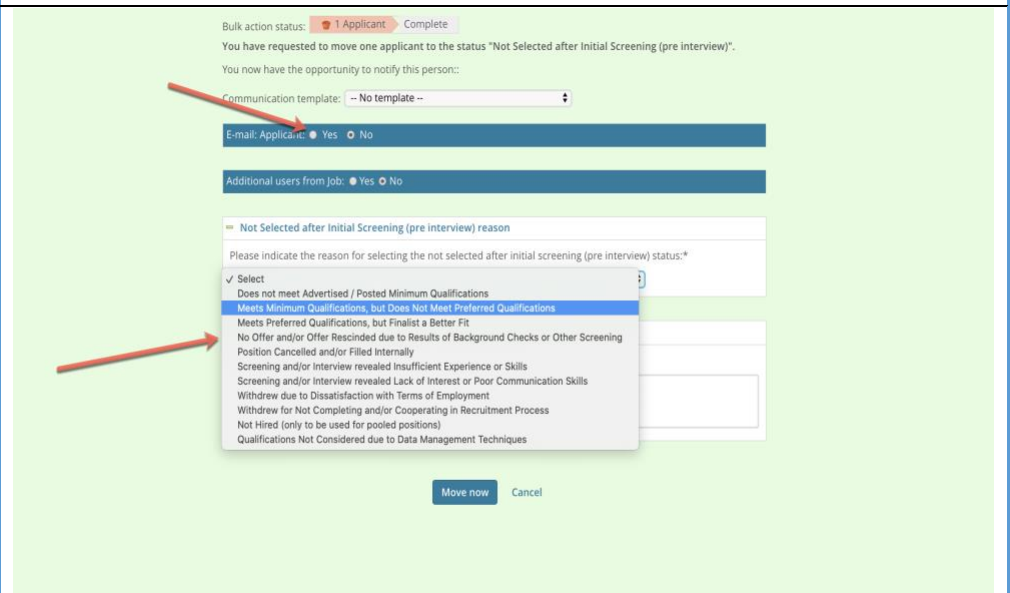 Bulk action status: 1 Applicant Complete
You have requested to move one applicant to the status "Not Selected after Initial Screening (pre interview)".
You now have the opportunity to notify this person::
Communication template: -- No template --
E-mail: Applicant: Yes No
Additional users from Job: Yes No
Not Selected after Initial Screening (pre interview) reason
Please indicate the reason for selecting the not selected after initial screening (pre interview) status:*
✓ Select
Does not meet Advertised / Posted Minimum Qualifications
Meets Minimum Qualifications, but Does Not Meet Preferred Qualifications
Meets Preferred Qualifications, but Finalist a Better Fit
No Offer and/or Offer Rescinded due to Results of Background Checks or Other Screening
Position Cancelled and/or Filled Internally
Screening and/or Interview revealed Insufficient Experience or Skills
Screening and/or Interview revealed Lack of Interest or Poor Communication Skills
Withdrew due to Dissatisfaction with Terms of Employment
Withdrew for Not Completing and/or Cooperating in Recruitment Process
Not Hired (only to be used for pooled positions)
Qualifications Not Considered due to Data Management Techniques
Move now Cancel